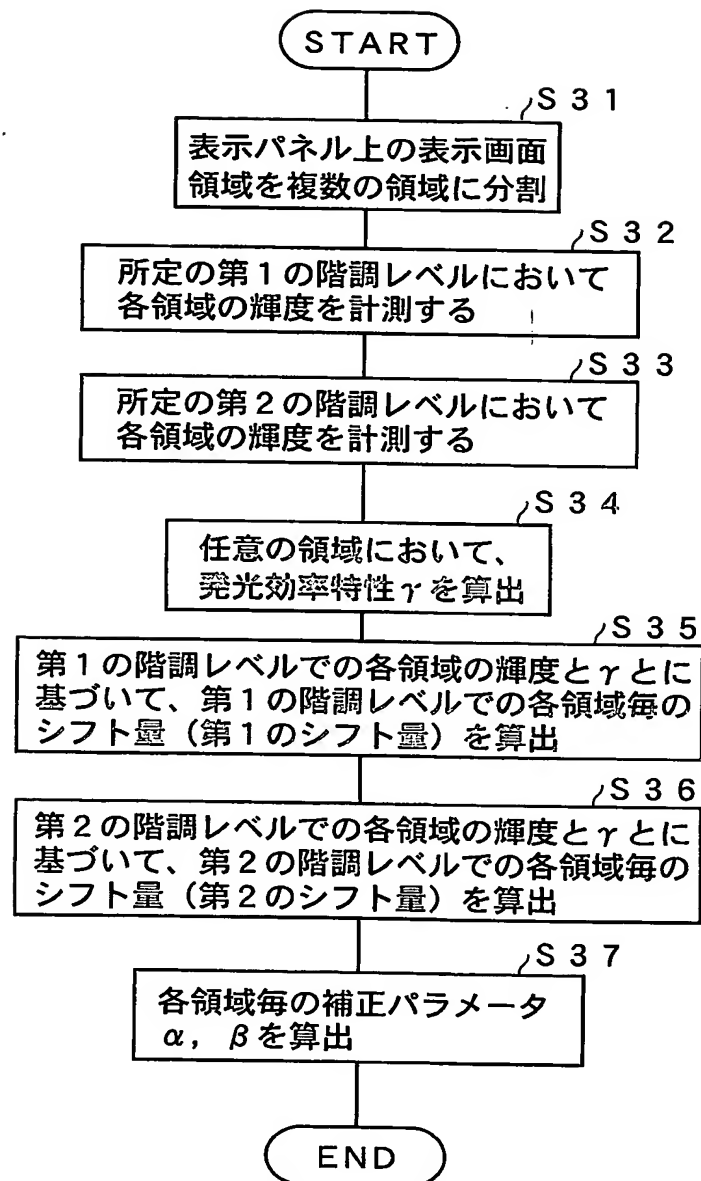 START
S31
表示パネル上の表示画面
領域を複数の領域に分割
S32
所定の第1の階調レベルにおいて
各領域の輝度を計測する
S33
所定の第2の階調レベルにおいて
各領域の輝度を計測する
S34
任意の領域において、
発光効率特性γを算出
S35
第1の階調レベルでの各領域の輝度とγとに
基づいて、第1の階調レベルでの各領域毎の
シフト量(第1のシフト量)を算出
S36
第2の階調レベルでの各領域の輝度とγとに
基づいて、第2の階調レベルでの各領域毎の
シフト量(第2のシフト量)を算出
S37
各領域毎の補正パラメータ
α, βを算出
END